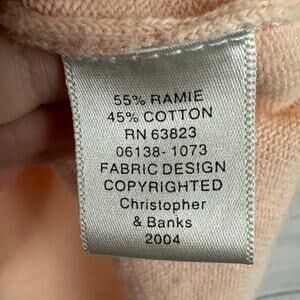 55% RAMIE
45% COTTON
RN 63823
06138- 1073
FABRIC DESIGN
COPYRIGHTED
Christopher
& Banks
2004